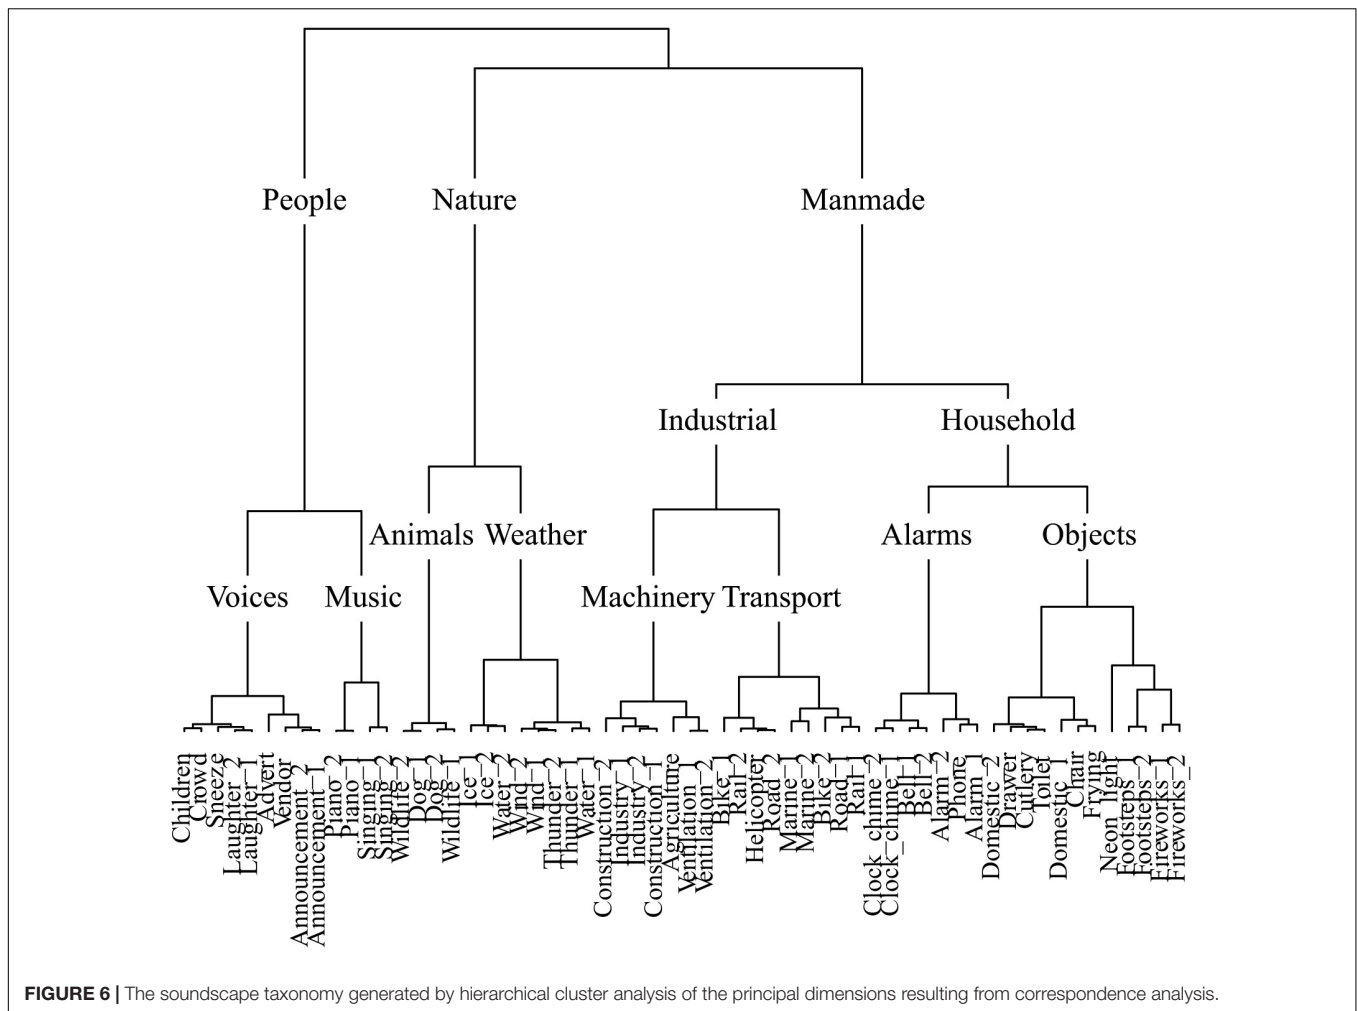 People Nature Manmade
Industrial Household
Animals Weather Alarms Objects
Voices Music Machinery Transport
Children
Crowd
Sneeze
Laughter_2
Laughter_1
Advert
Vendor
Announcement_2
Announcement_1
Piano_2
Piano_1
Singing_1
Singing_2
Wildlife_2
Dog_1
Dog_2
Wildlife_1
Ice_1
Ice_2
Water_2
Wind_2
Wind_1
Thunder_2
Thunder_1
Water_1
Construction_2
Industry_1
Industry_2
Construction_1
Agriculture
Ventilation_1
Ventilation_2
Bike_1
Rail_2
Helicopter
Road_2
Marine_1
Marine_2
Bike_2
Road_1
Rail_1
Clock_chime_2
Clock_chime_1
Bell_1
Bell_2
Alarm_2
Phone
Alarm_1
Domestic_2
Drawer
Cutlery
Toilet
Domestic_1
Chair
Frying
Neon_light
Footsteps_1
Footsteps_2
Fireworks_1
Fireworks_2
FIGURE 6 | The soundscape taxonomy generated by hierarchical cluster analysis of the principal dimensions resulting from correspondence analysis.